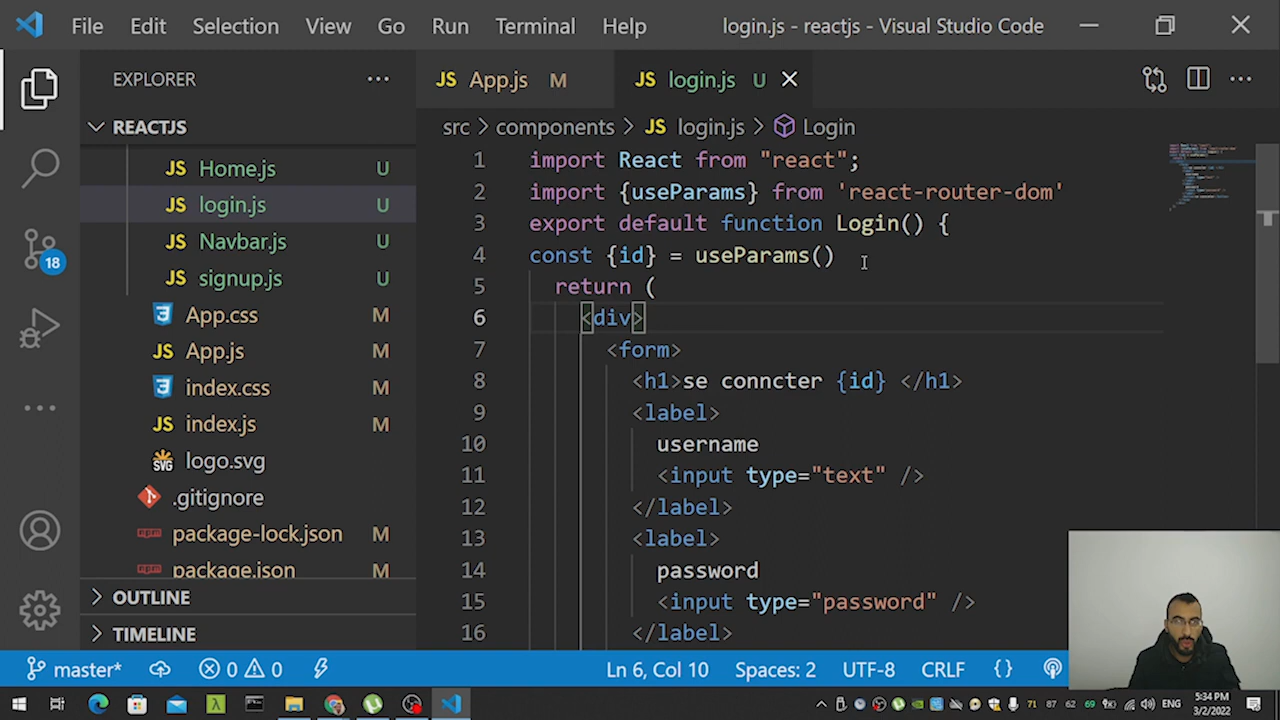 File Edit Selection View Go Run Terminal Help login.js - reactjs - Visual Studio Code
EXPLORER
JS App.js M JS login.js U
REACTJS
src > components > JS login.js > Login
JS Home.js U
JS login.js U
JS Navbar.js U
JS signup.js U
App.css M
JS App.js M
index.css M
JS index.js M
SVG logo.svg
.gitignore
npm package-lock.json M
npm package.json M
OUTLINE
TIMELINE
18
1 import React from "react";
2 import {useParams} from 'react-router-dom'
3 export default function Login() {
4 const {id} = useParams()
5 return (
6 <div>
7 <form>
8 <h1>se conncter {id} </h1>
9 <label>
10 username
11 <input type="text" />
12 </label>
13 <label>
14 password
15 <input type="password" />
16 </label>
master* 0 0 Ln 6, Col 10 Spaces: 2 UTF-8 CRLF {}
71 87 62 69 ENG 5:34 PM
3/2/2022